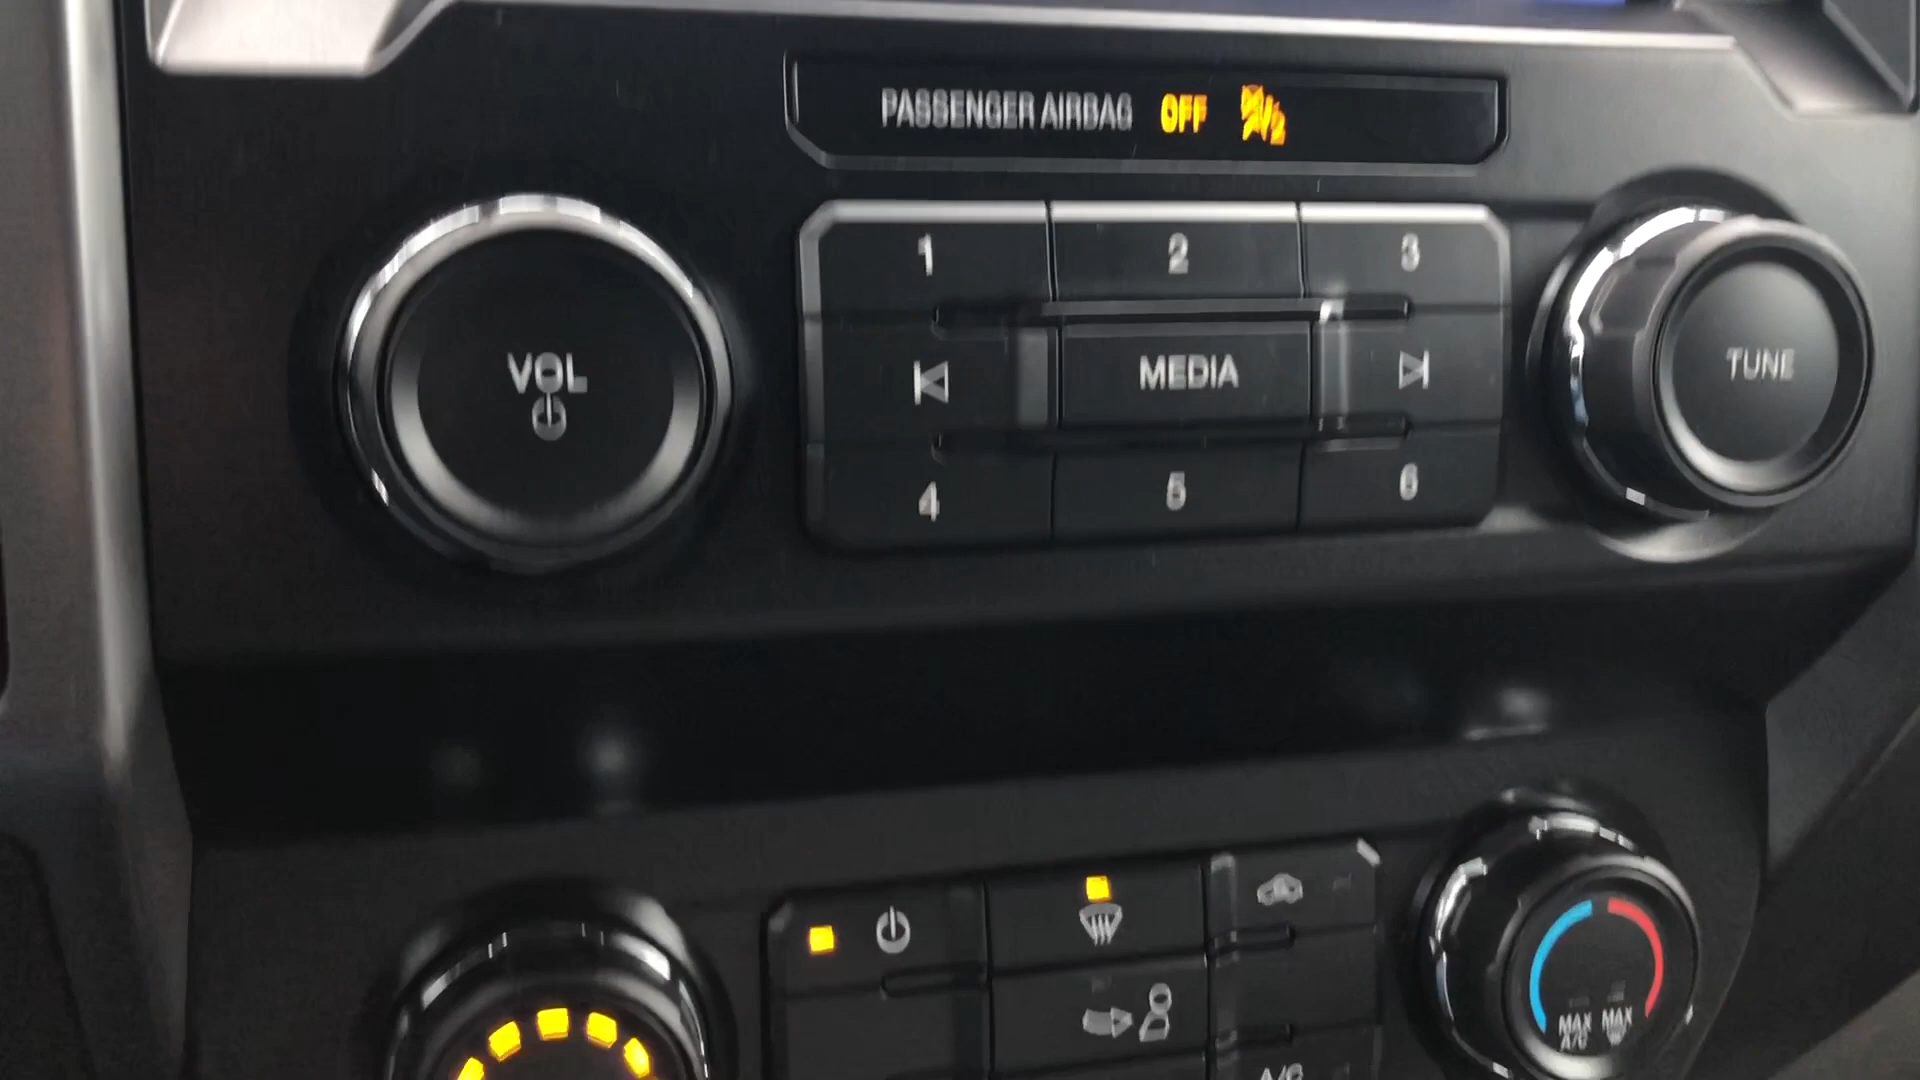 PASSENGER AIRBAG OFF
1 2 3
VOL
MEDIA
TUNE
4 5 6
MAX A/C
MAX
A/C